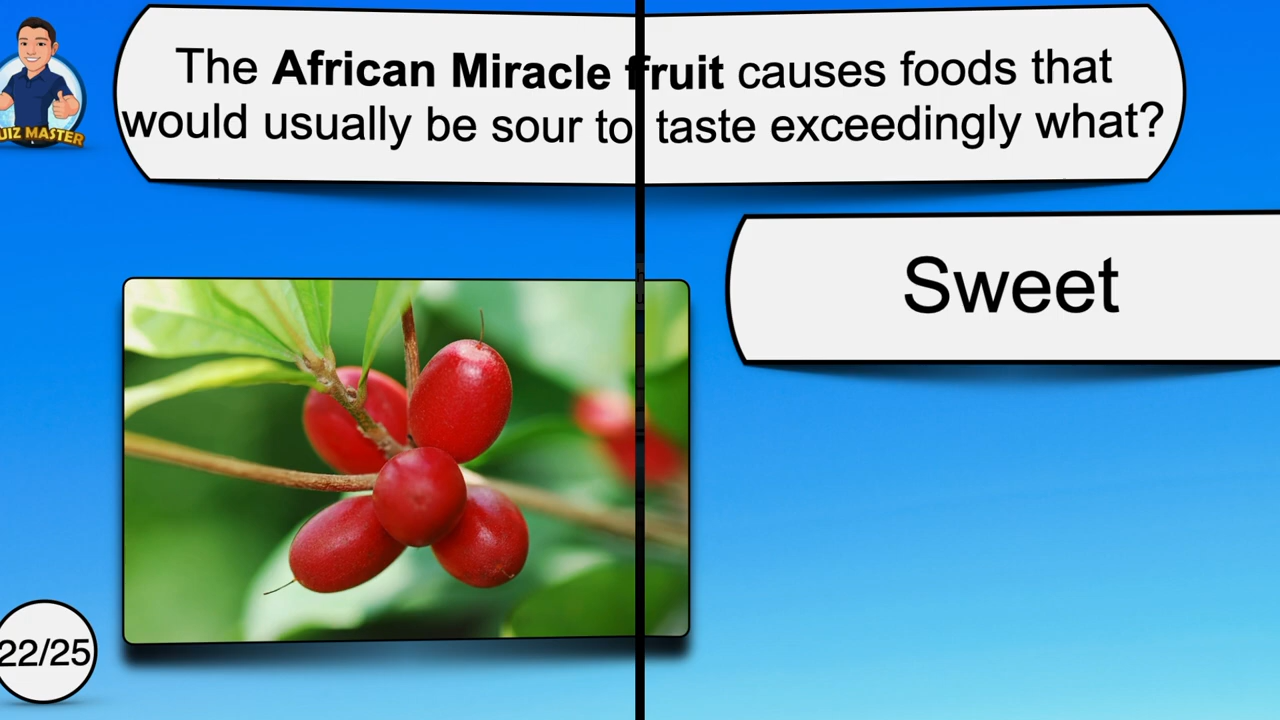 The African Miracle fruit causes foods that
would usually be sour to taste exceedingly what?
Sweet
UIZ MASTER
22/25